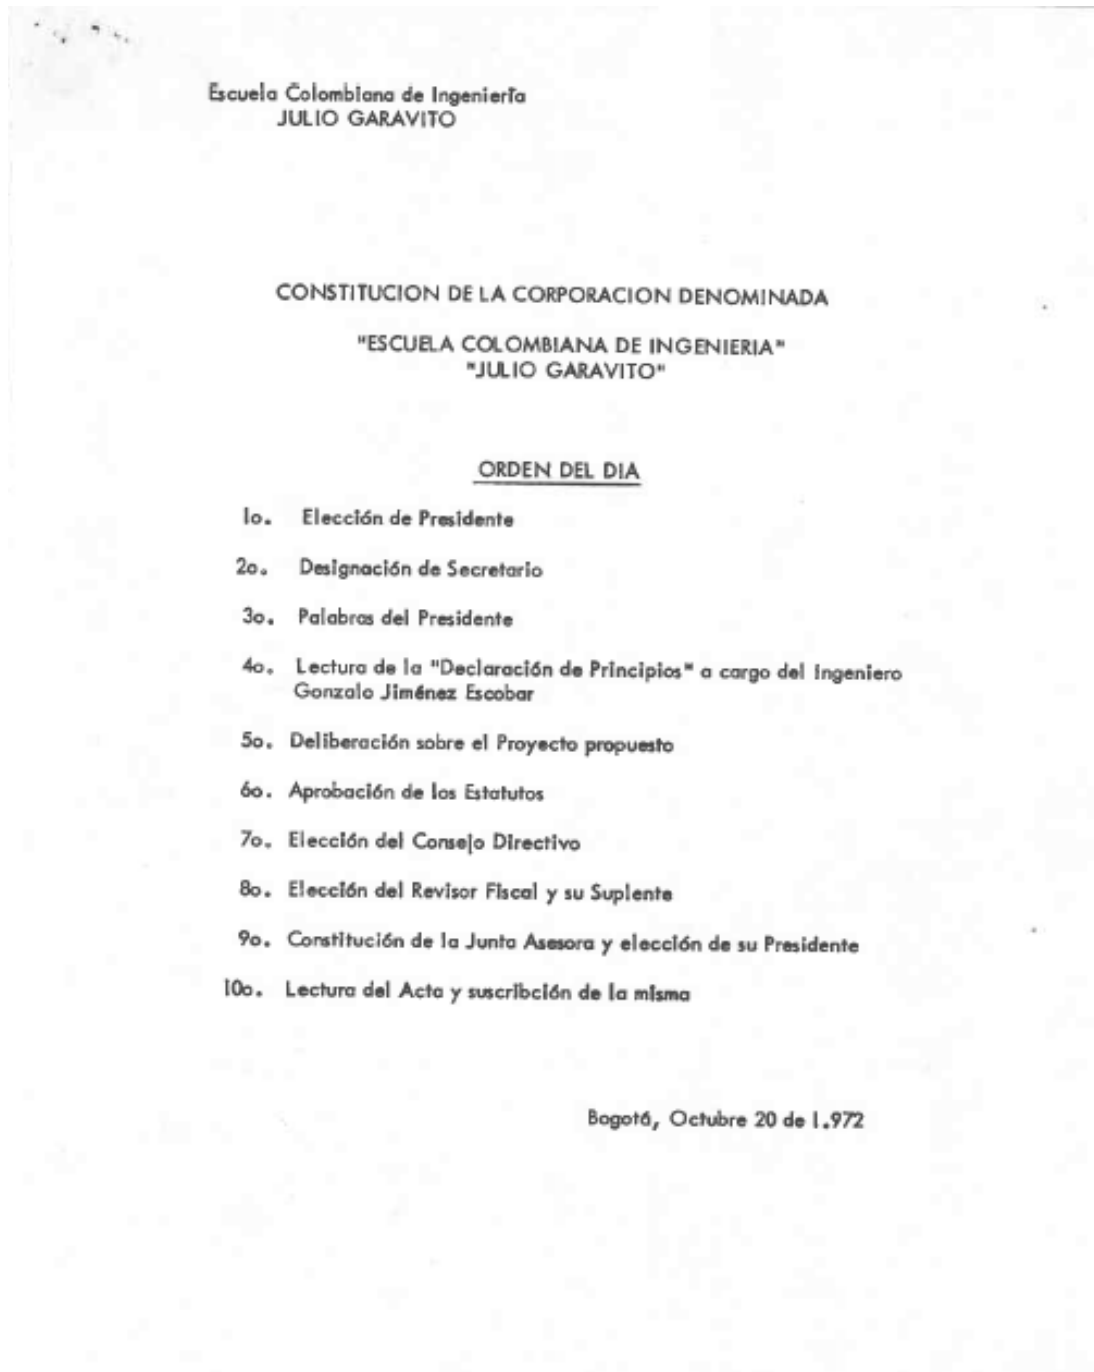 Escuela Colombiana de Ingeniería
JULIO GARAVITO
CONSTITUCION DE LA CORPORACION DENOMINADA
"ESCUELA COLOMBIANA DE INGENIERIA"
"JULIO GARAVITO"
ORDEN DEL DIA
1o. Elección de Presidente
2o. Designación de Secretario
3o. Palabras del Presidente
4o. Lectura de la "Declaración de Principios" a cargo del Ingeniero
Gonzalo Jiménez Escobar
5o. Deliberación sobre el Proyecto propuesto
6o. Aprobación de los Estatutos
7o. Elección del Consejo Directivo
8o. Elección del Revisor Fiscal y su Suplente
9o. Constitución de la Junta Asesora y elección de su Presidente
10o. Lectura del Acta y suscribción de la misma
Bogotá, Octubre 20 de 1.972